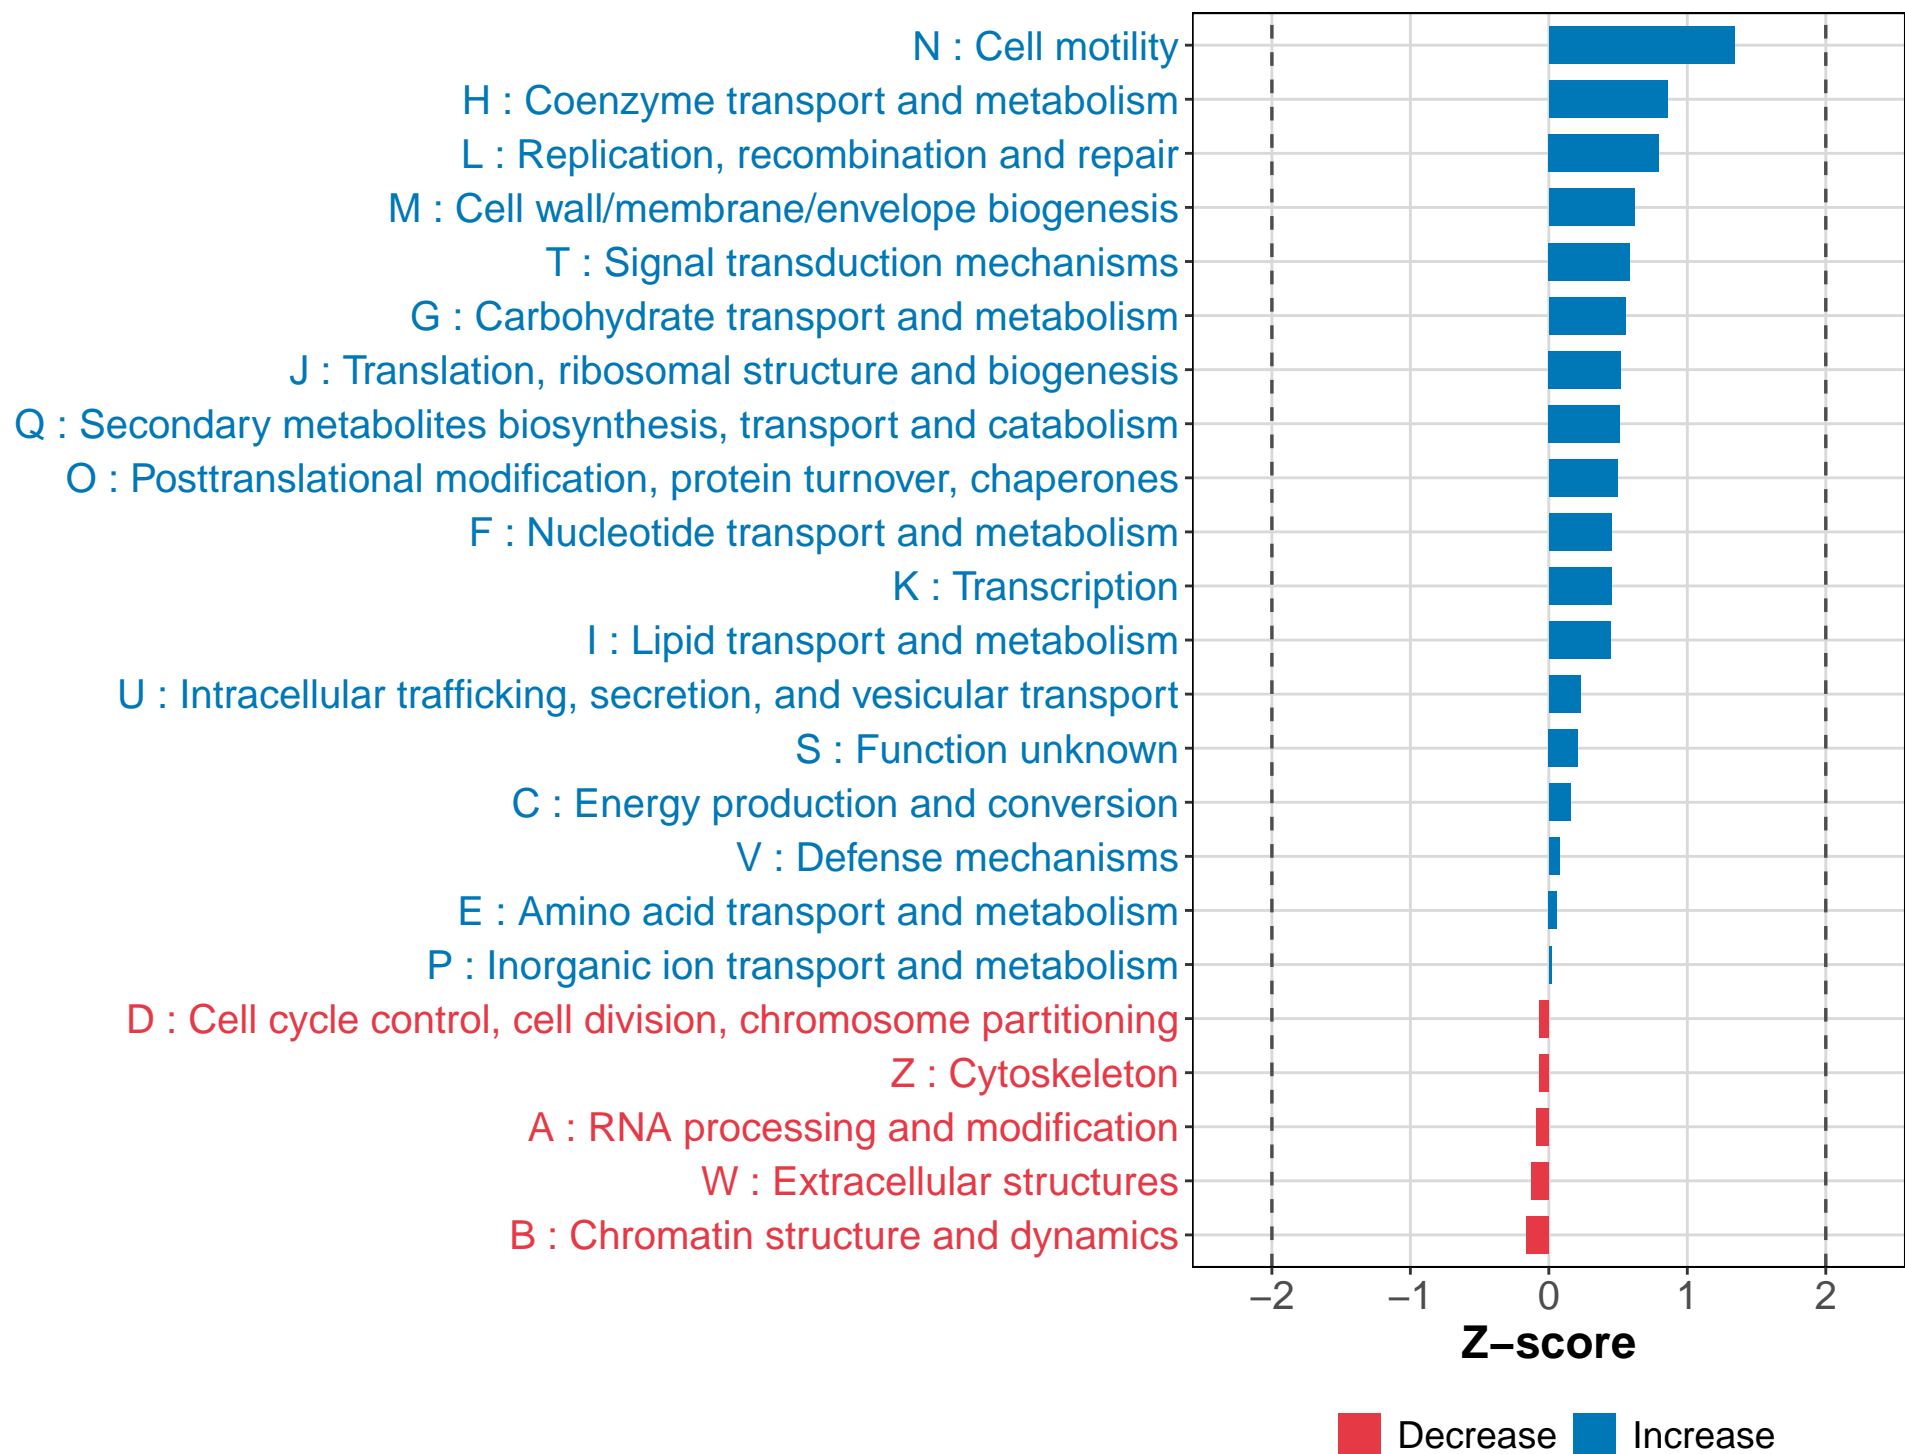 N : Cell motility
H : Coenzyme transport and metabolism
L : Replication, recombination and repair
M : Cell wall/membrane/envelope biogenesis
T : Signal transduction mechanisms
G : Carbohydrate transport and metabolism
J : Translation, ribosomal structure and biogenesis
Q : Secondary metabolites biosynthesis, transport and catabolism
O : Posttranslational modification, protein turnover, chaperones
F : Nucleotide transport and metabolism
K : Transcription
I : Lipid transport and metabolism
U : Intracellular trafficking, secretion, and vesicular transport
S : Function unknown
C : Energy production and conversion
V : Defense mechanisms
E : Amino acid transport and metabolism
P : Inorganic ion transport and metabolism
D : Cell cycle control, cell division, chromosome partitioning
Z : Cytoskeleton
A : RNA processing and modification
W : Extracellular structures
B : Chromatin structure and dynamics
−2 −1 0 1 2
Z−score
Decrease Increase